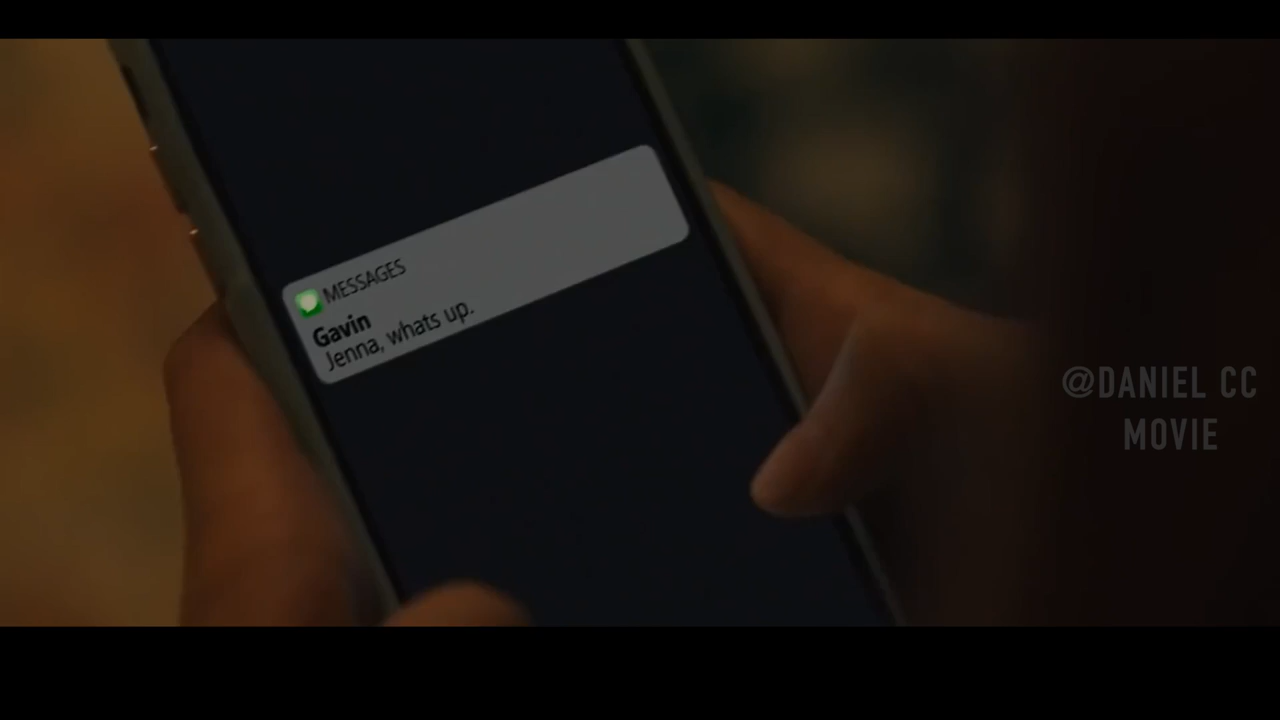 MESSAGES
Gavin
Jenna, whats up.
@DANIEL CC
MOVIE